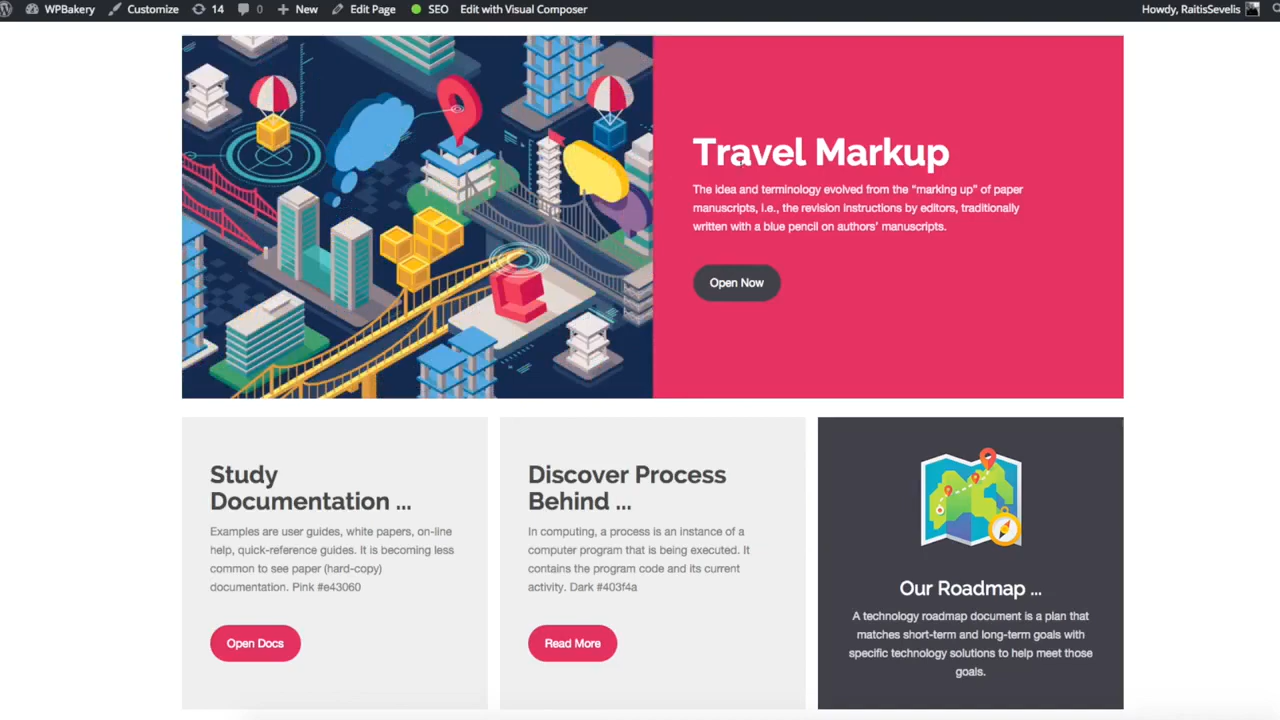 WPBakery Customize 14 0 New Edit Page SEO Edit with Visual Composer Howdy, RaitisSevelis
Travel Markup
The idea and terminology evolved from the “marking up” of paper
manuscripts, i.e., the revision instructions by editors, traditionally
written with a blue pencil on authors’ manuscripts.
Open Now
Study
Documentation ...
Examples are user guides, white papers, on-line
help, quick-reference guides. It is becoming less
common to see paper (hard-copy)
documentation. Pink #e43060
Open Docs
Discover Process
Behind ...
In computing, a process is an instance of a
computer program that is being executed. It
contains the program code and its current
activity. Dark #403f4a
Read More
Our Roadmap ...
A technology roadmap document is a plan that
matches short-term and long-term goals with
specific technology solutions to help meet those
goals.